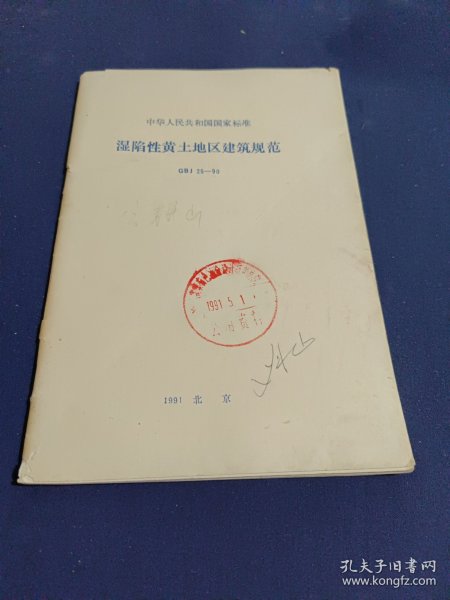 中华人民共和国国家标准
湿陷性黄土地区建筑规范
GBJ 25—90
1991.5.1
1991 北京
孔夫子旧书网
www.kongfz.com